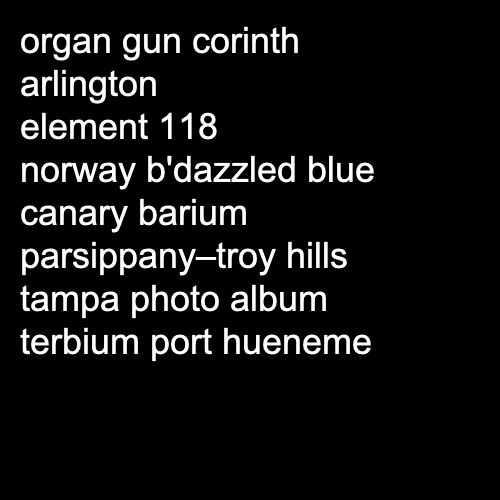 organ gun corinth
arlington
element 118
norway b'dazzled blue
canary barium
parsippany–troy hills
tampa photo album
terbium port hueneme